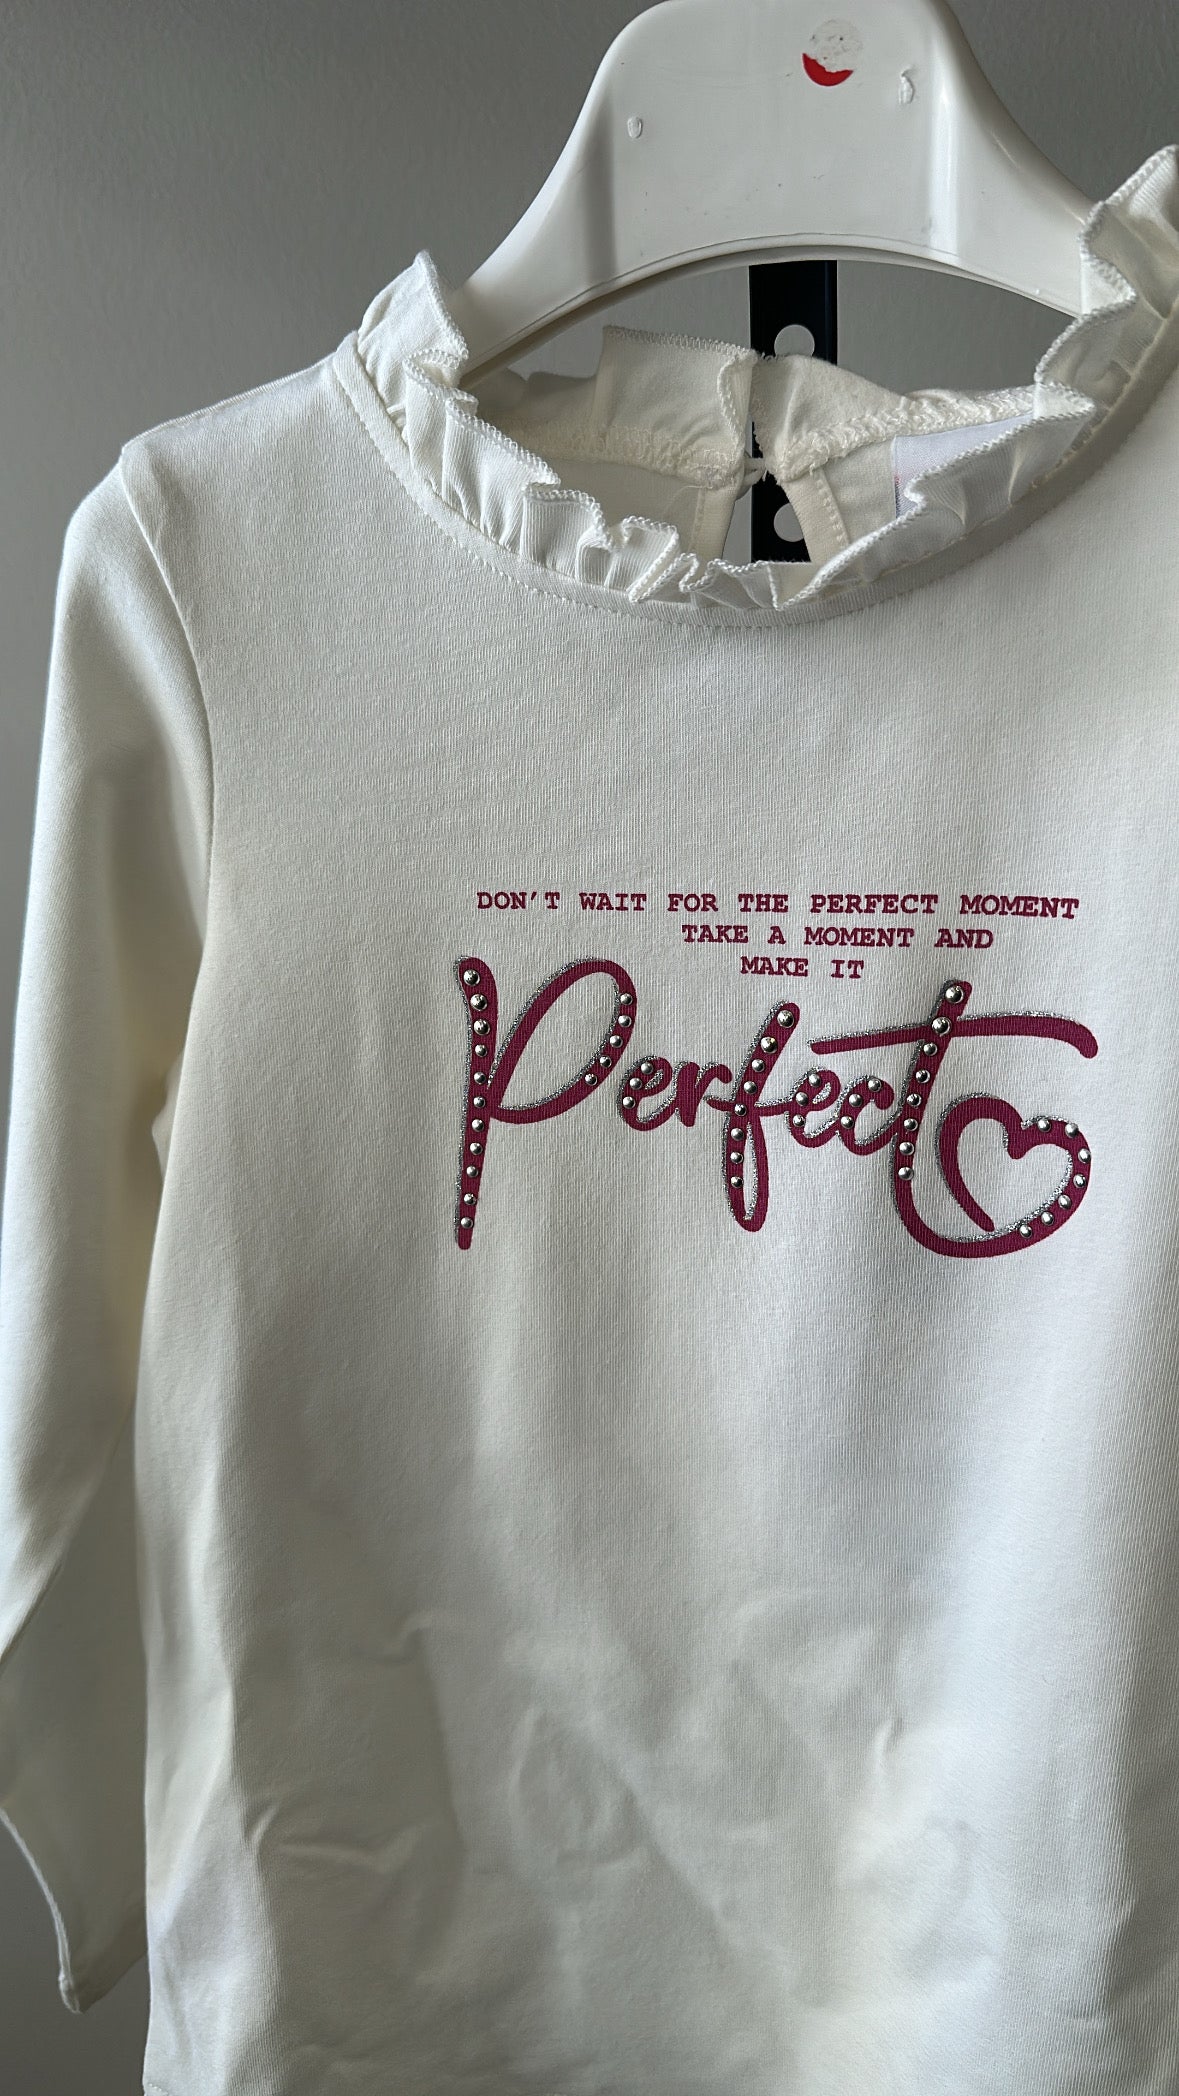 DON'T WAIT FOR THE PERFECT MOMENT
TAKE A MOMENT AND
MAKE IT
Perfect